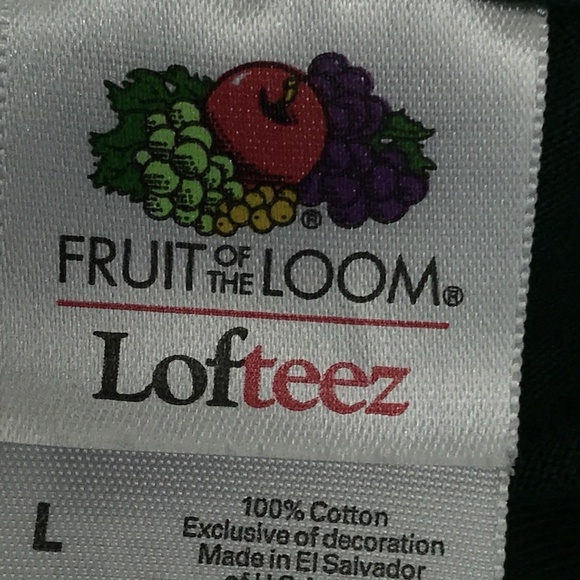 ®
FRUIT OF THE LOOM®
Lofteez
L
100% Cotton
Exclusive of decoration
Made in El Salvador